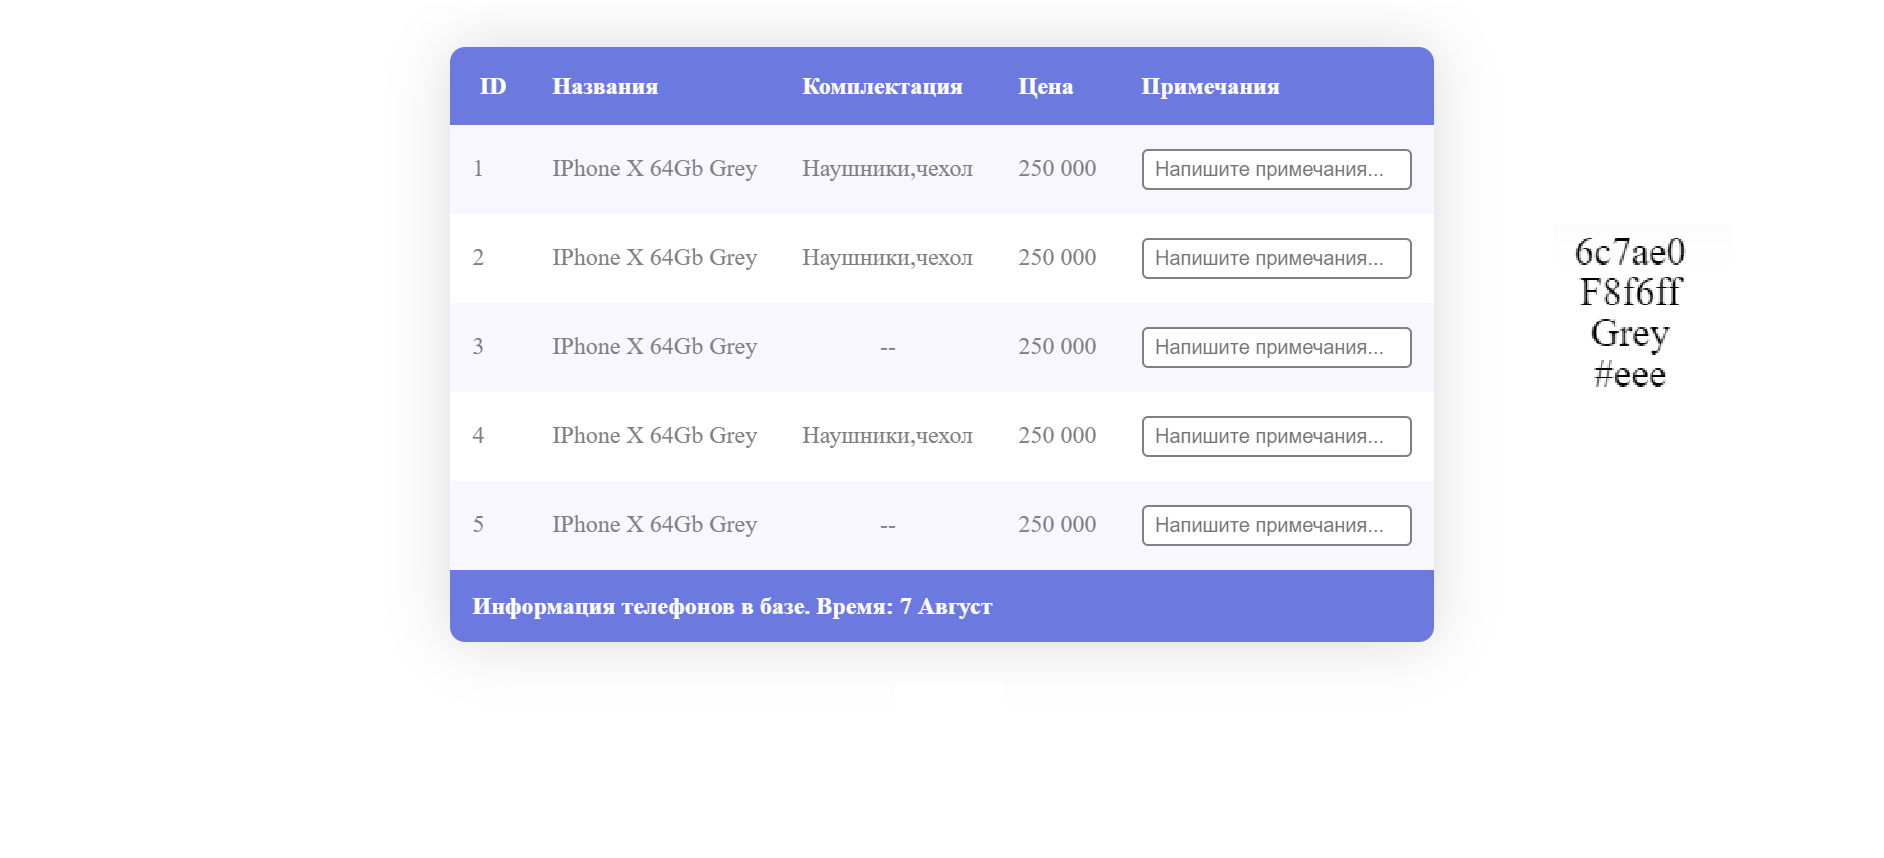 ID Названия Комплектация Цена Примечания
1 IPhone X 64Gb Grey Наушники,чехол 250 000 Напишите примечания...
2 IPhone X 64Gb Grey Наушники,чехол 250 000 Напишите примечания...
3 IPhone X 64Gb Grey -- 250 000 Напишите примечания...
4 IPhone X 64Gb Grey Наушники,чехол 250 000 Напишите примечания...
5 IPhone X 64Gb Grey -- 250 000 Напишите примечания...
Информация телефонов в базе. Время: 7 Август
6c7ae0
F8f6ff
Grey
#eee